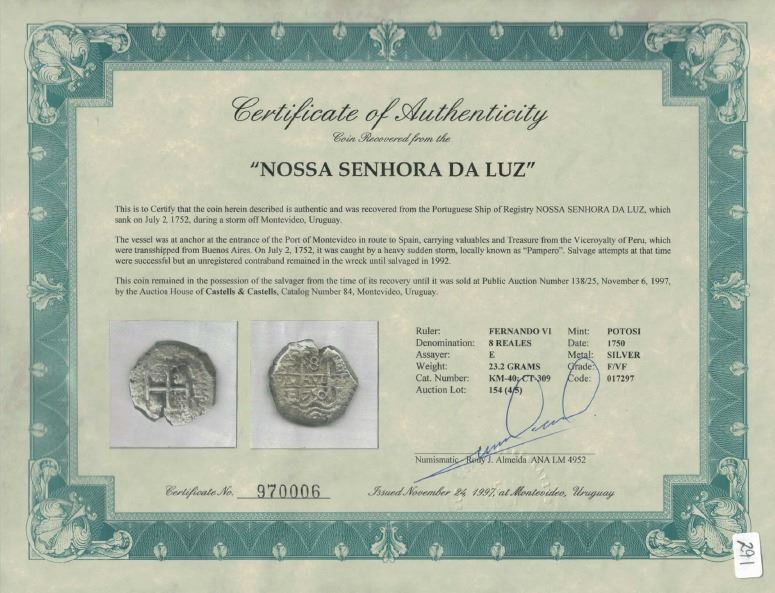 Certificate of Authenticity
Coin Recovered from the
"NOSSA SENHORA DA LUZ"
This is to Certify that the coin herein described is authentic and was recovered from the Portuguese Ship of Registry NOSSA SENHORA DA LUZ, which
sank on July 2, 1752, during a storm off Montevideo, Uruguay.
The vessel was at anchor at the entrance of the Port of Montevideo in route to Spain, carrying valuables and Treasure from the Viceroyalty of Peru, which
were transhipped from Buenos Aires. On July 2, 1752, it was caught by a heavy sudden storm, locally known as "Pampero". Salvage attempts at that time
were successful but an unregistered contraband remained in the wreck until salvaged in 1992.
This coin remained in the possession of the salvager from the time of its recovery until it was sold at Public Auction Number 138/25, November 6, 1997,
by the Auction House of Castells & Castells, Catalog Number 84, Montevideo, Uruguay.
Ruler: FERNANDO VI Mint: POTOSI
Denomination: 8 REALES Date: 1750
Assayer: E Metal: SILVER
Weight: 23.2 GRAMS Grade: F/VF
Cat. Number: KM-40; CT-309 Code: 017297
Auction Lot: 154 (4/5)
Numismatic Rody J. Almeida ANA LM 4952
Certificate No. 970006 Issued November 24, 1997, at Montevideo, Uruguay
291